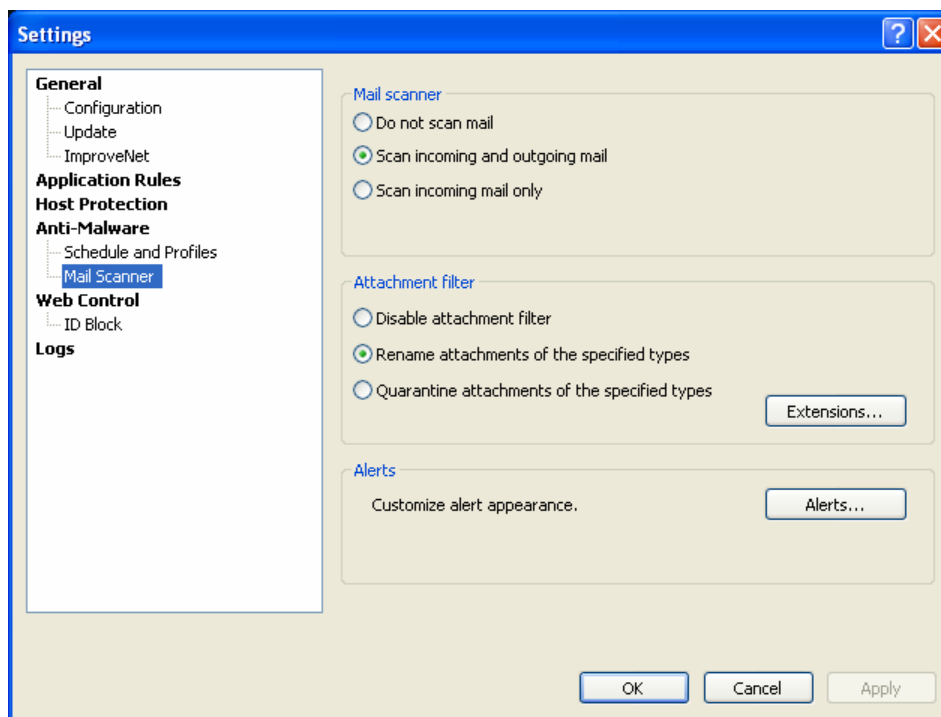 Settings
General
Configuration
Update
ImproveNet
Application Rules
Host Protection
Anti-Malware
Schedule and Profiles
Mail Scanner
Web Control
ID Block
Logs
Mail scanner
Do not scan mail
Scan incoming and outgoing mail
Scan incoming mail only
Attachment filter
Disable attachment filter
Rename attachments of the specified types
Quarantine attachments of the specified types
Extensions...
Alerts
Customize alert appearance.
Alerts...
OK
Cancel
Apply